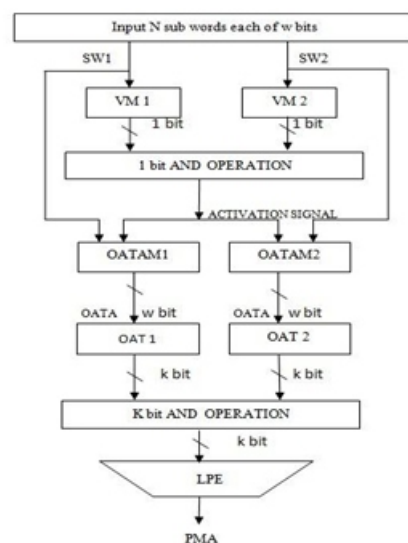 Input N sub words each of w bits
SW1 SW2
VM 1 VM 2
1 bit 1 bit
1 bit AND OPERATION
ACTIVATION SIGNAL
OATAM1 OATAM2
OATA w bit OATA w bit
OAT 1 OAT 2
k bit k bit
K bit AND OPERATION
k bit
LPE
PMA